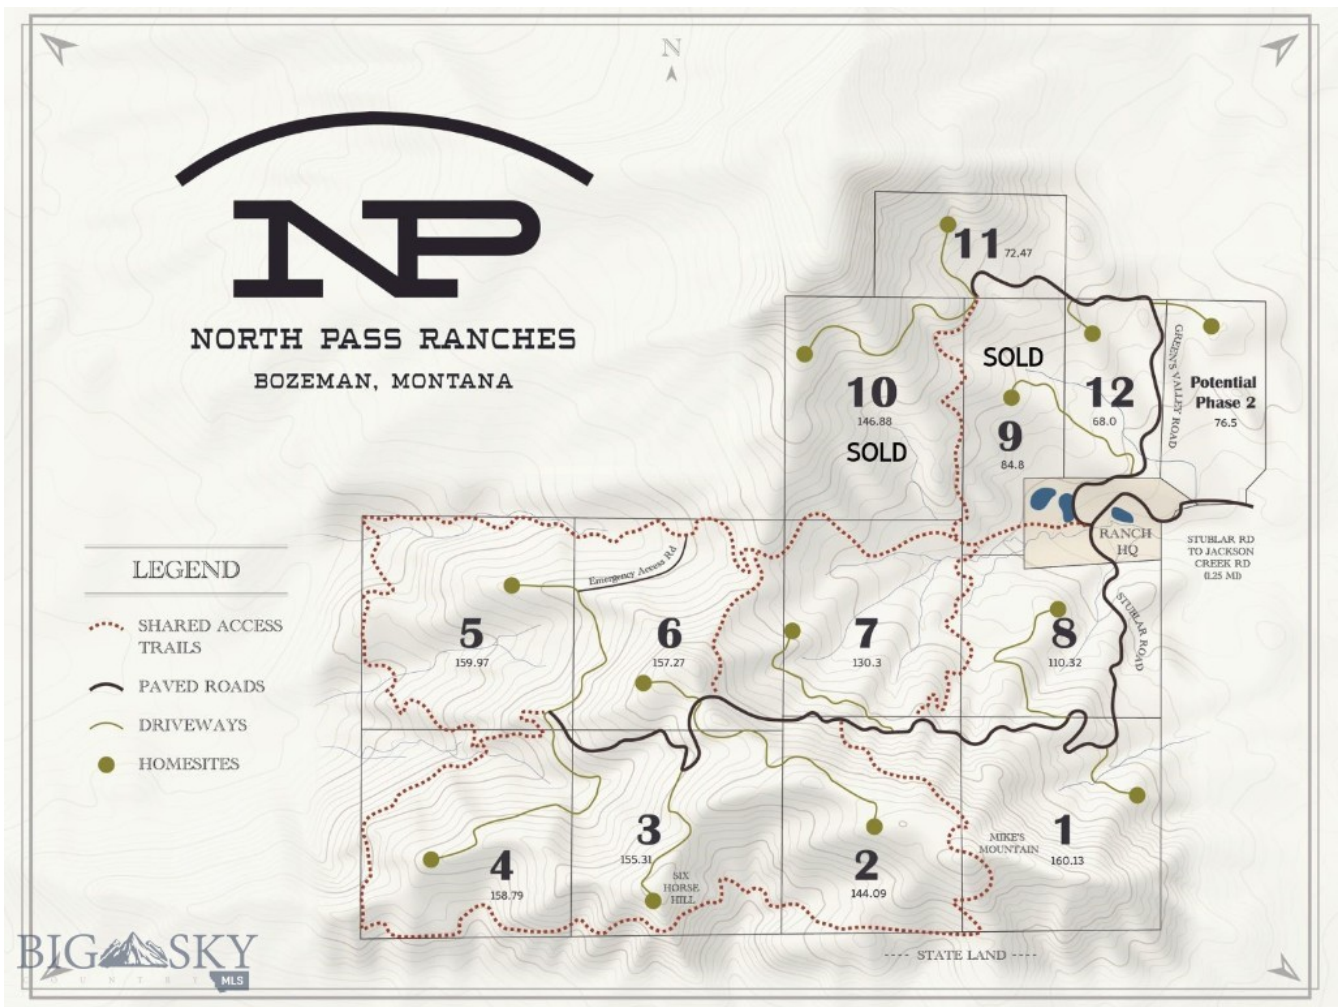 N
NP
NORTH PASS RANCHES
BOZEMAN, MONTANA
11 72.47
10
146.88
SOLD
SOLD
9
84.8
12
68.0
GREENS VALLEY ROAD
Potential
Phase 2
76.5
RANCH
HQ
STUBLAR RD
TO JACKSON
CREEK RD
(1.25 MI)
STUBLAR ROAD
Emergency Access Rd
5
159.97
6
157.27
7
130.3
8
110.32
4
158.79
3
155.31
SIX
HORSE
HILL
2
144.09
MIKE'S
MOUNTAIN
1
160.13
LEGEND
SHARED ACCESS
TRAILS
PAVED ROADS
DRIVEWAYS
HOMESITES
---- STATE LAND ----
BIG SKY
COUNTRY
MLS